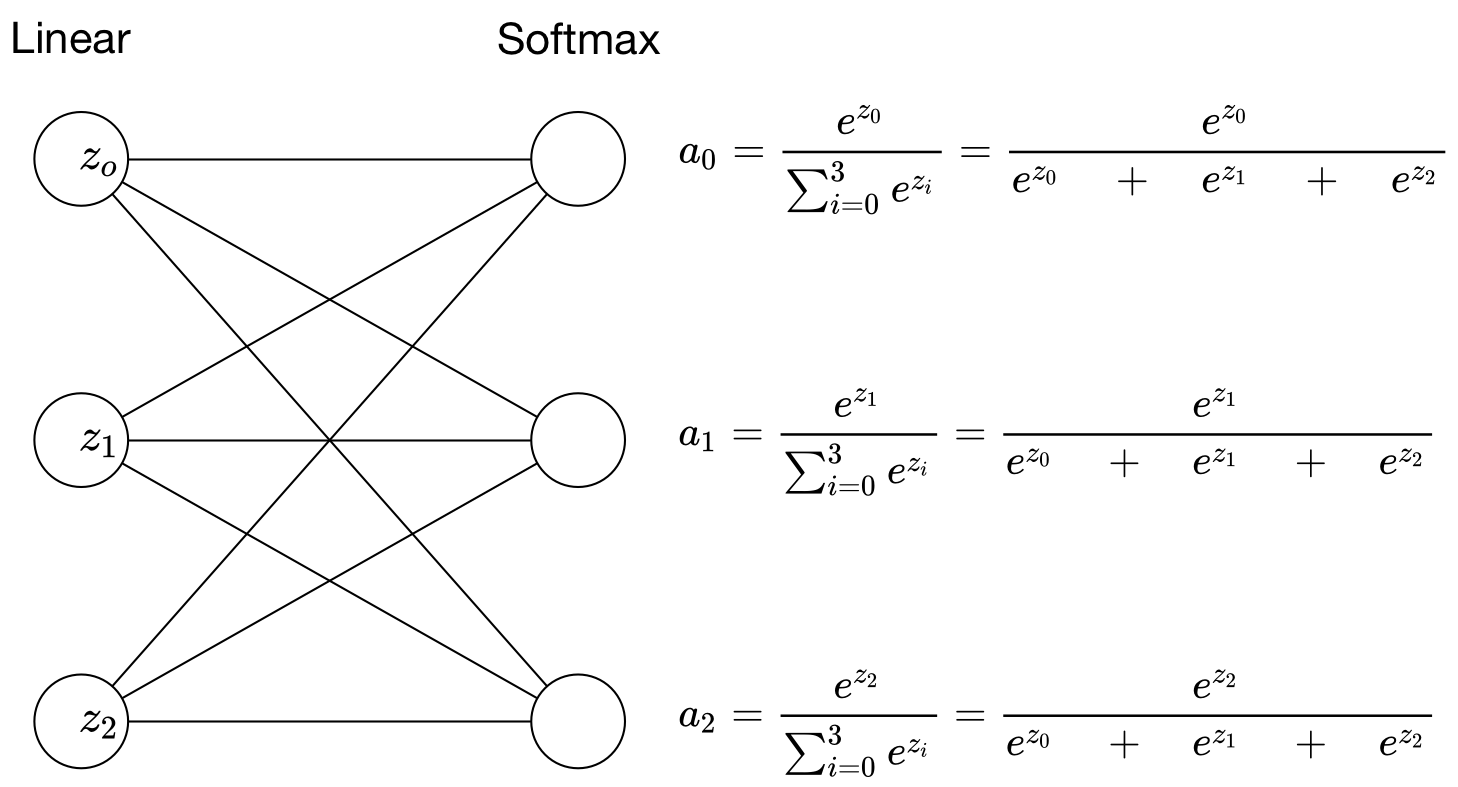 Linear Softmax
z_o a_0 = \frac{e^{z_0}}{\sum_{i=0}^{3} e^{z_i}} = \frac{e^{z_0}}{e^{z_0} + e^{z_1} + e^{z_2}}
z_1 a_1 = \frac{e^{z_1}}{\sum_{i=0}^{3} e^{z_i}} = \frac{e^{z_1}}{e^{z_0} + e^{z_1} + e^{z_2}}
z_2 a_2 = \frac{e^{z_2}}{\sum_{i=0}^{3} e^{z_i}} = \frac{e^{z_2}}{e^{z_0} + e^{z_1} + e^{z_2}}